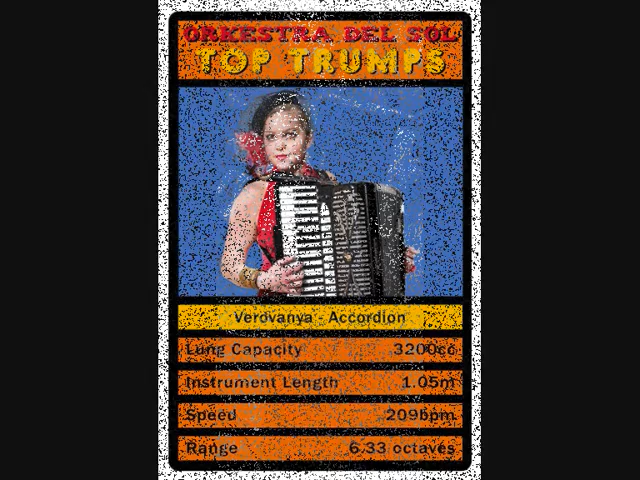 ORKESTRA DEL SOL
TOP TRUMPS
Verovanya - Accordion
Lung Capacity 3200cc
Instrument Length 1.05m
Speed 209bpm
Range 6.33 octaves